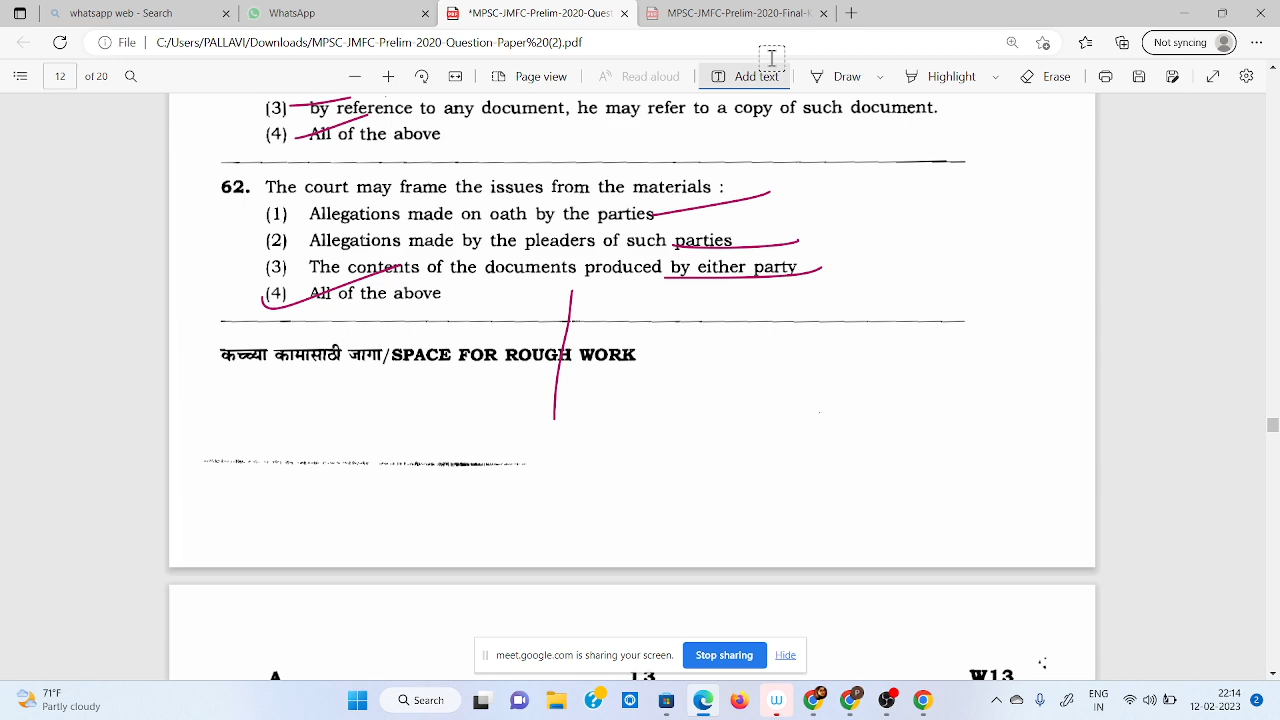 whatsapp web - Search
WhatsApp
*MPSC-JMFC-Prelim-2020-Quest
MPSC-JMFC-Prelim-2020-Final-K
File C:/Users/PALLAVI/Downloads/MPSC-JMFC-Prelim-2020-Question-Paper%20(2).pdf
Not syncing
12 of 20
Page view
Read aloud
Add text
Draw
Highlight
Erase
(3) by reference to any document, he may refer to a copy of such document.
(4) All of the above
62. The court may frame the issues from the materials :
(1) Allegations made on oath by the parties
(2) Allegations made by the pleaders of such parties
(3) The contents of the documents produced by either party
(4) All of the above
कच्च्या कामासाठी जागा/SPACE FOR ROUGH WORK
meet.google.com is sharing your screen.
Stop sharing
Hide
A 13 W13
71°F
Partly cloudy
Search
ENG
IN
12-02-2023
2